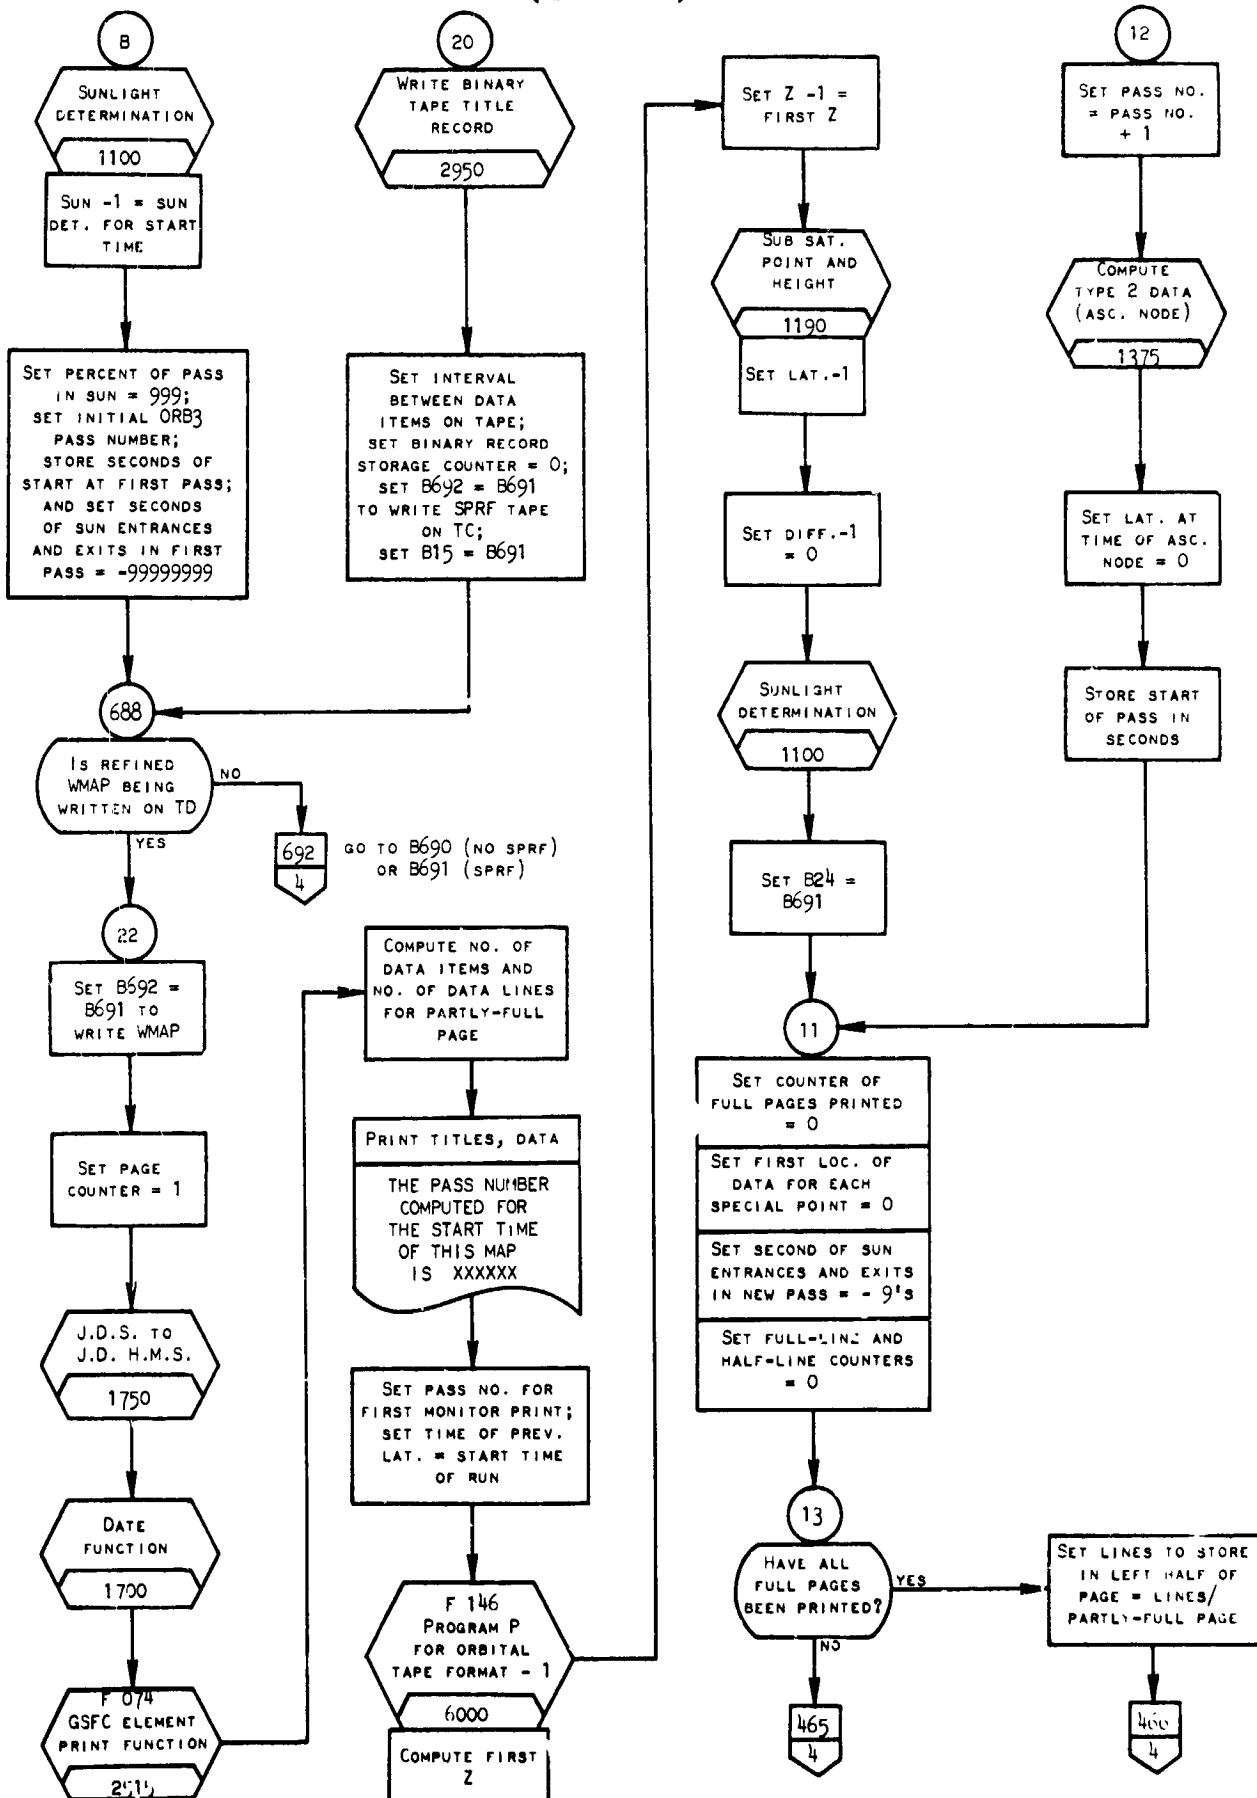 8
SUNLIGHT
DETERMINATION
1100
SUN -1 = SUN
DET. FOR START
TIME
SET PERCENT OF PASS
IN SUN = 999;
SET INITIAL ORB3
PASS NUMBER;
STORE SECONDS OF
START AT FIRST PASS;
AND SET SECONDS
OF SUN ENTRANCES
AND EXITS IN FIRST
PASS = -99999999
688
IS REFINED
WMAP BEING
WRITTEN ON TD
NO
YES
692
4
GO TO B690 (NO SPRF)
OR B691 (SPRF)
22
SET B692 =
B691 TO
WRITE WMAP
SET PAGE
COUNTER = 1
J.D.S. TO
J.D. H.M.S.
1750
DATE
FUNCTION
1700
F 074
GSFC ELEMENT
PRINT FUNCTION
20
WRITE BINARY
TAPE TITLE
RECORD
2950
SET INTERVAL
BETWEEN DATA
ITEMS ON TAPE;
SET BINARY RECORD
STORAGE COUNTER = 0;
SET B692 = B691
TO WRITE SPRF TAPE
ON TC;
SET B15 = B691
COMPUTE NO. OF
DATA ITEMS AND
NO. OF DATA LINES
FOR PARTLY-FULL
PAGE
PRINT TITLES, DATA
THE PASS NUMBER
COMPUTED FOR
THE START TIME
OF THIS MAP
IS XXXXXX
SET PASS NO. FOR
FIRST MONITOR PRINT;
SET TIME OF PREV.
LAT. = START TIME
OF RUN
F 146
PROGRAM P
FOR ORBITAL
TAPE FORMAT - 1
6000
COMPUTE FIRST
Z
SET Z -1 =
FIRST Z
SUB SAT.
POINT AND
HEIGHT
1190
SET LAT.-1
SET DIFF.-1
= 0
SUNLIGHT
DETERMINATION
1100
SET B24 =
B691
11
SET COUNTER OF
FULL PAGES PRINTED
= 0
SET FIRST LOC. OF
DATA FOR EACH
SPECIAL POINT = 0
SET SECOND OF SUN
ENTRANCES AND EXITS
IN NEW PASS = - 9'S
SET FULL-LINE AND
HALF-LINE COUNTERS
= 0
13
HAVE ALL
FULL PAGES
BEEN PRINTED?
YES
NO
465
4
12
SET PASS NO.
= PASS NO.
+ 1
COMPUTE
TYPE 2 DATA
(ASC. NODE)
1375
SET LAT. AT
TIME OF ASC.
NODE = 0
STORE START
OF PASS IN
SECONDS
SET LINES TO STORE
IN LEFT HALF OF
PAGE = LINES/
PARTLY-FULL PAGE
466
4